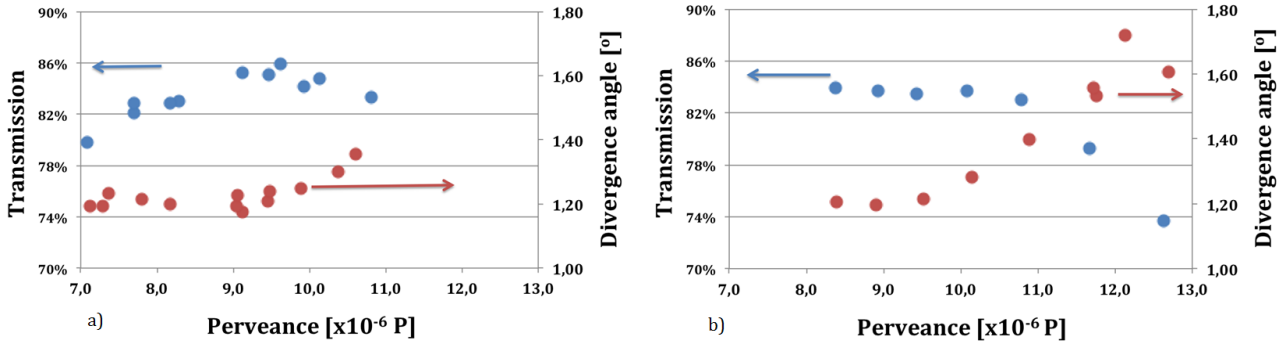 90%
86%
82%
78%
74%
70%
Transmission
1,80
1,60
1,40
1,20
1,00
Divergence angle [º]
7,0 8,0 9,0 10,0 11,0 12,0 13,0
a)
Perveance [x10-6 P]
90%
86%
82%
78%
74%
70%
Transmission
1,80
1,60
1,40
1,20
1,00
Divergence angle [º]
7,0 8,0 9,0 10,0 11,0 12,0 13,0
b)
Perveance [x10-6 P]